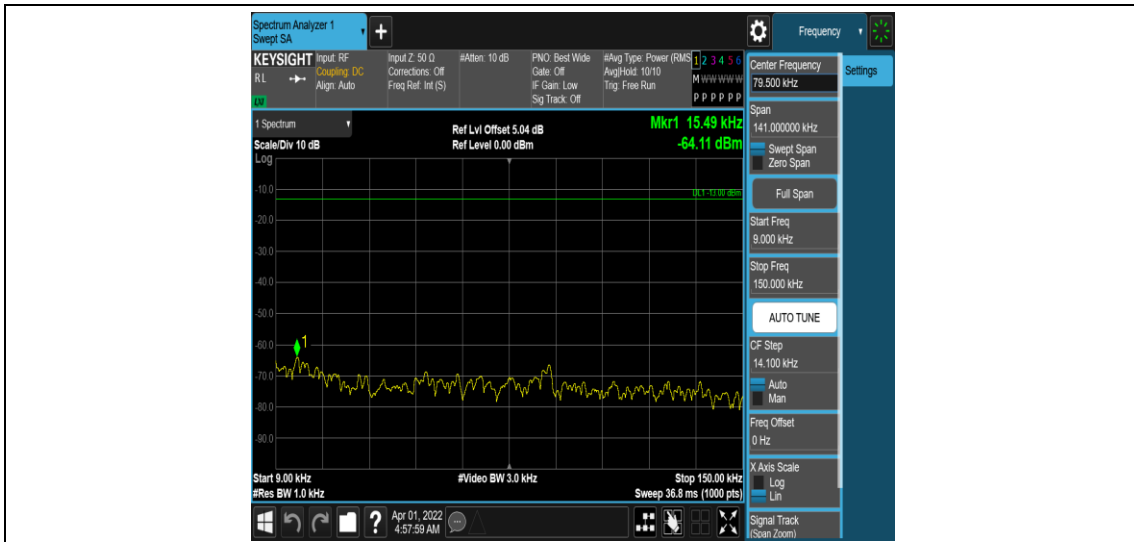 Spectrum Analyzer 1
Swept SA
+
Frequency
KEYSIGHT
RL
LXI
Input: RF
Coupling: DC
Align: Auto
Input Z: 50 Ω
Corrections: Off
Freq Ref: Int (S)
#Atten: 10 dB
PNO: Best Wide
Gate: Off
IF Gain: Low
Sig Track: Off
#Avg Type: Power (RMS
Avg|Hold: 10/10
Trig: Free Run
1 2 3 4 5 6
M W W W W W
P P P P P P
Center Frequency
79.500 kHz
Settings
Span
141.000000 kHz
Swept Span
Zero Span
Full Span
Start Freq
9.000 kHz
Stop Freq
150.000 kHz
AUTO TUNE
CF Step
14.100 kHz
Auto
Man
Freq Offset
0 Hz
X Axis Scale
Log
Lin
Signal Track
(Span Zoom)
1 Spectrum
Scale/Div 10 dB
Log
Ref Lvl Offset 5.04 dB
Ref Level 0.00 dBm
Mkr1 15.49 kHz
-64.11 dBm
DL1 -13.00 dBm
-10.0
-20.0
-30.0
-40.0
-50.0
-60.0
-70.0
-80.0
-90.0
1
Start 9.00 kHz
#Res BW 1.0 kHz
#Video BW 3.0 kHz
Stop 150.00 kHz
Sweep 36.8 ms (1000 pts)
?
Apr 01, 2022
4:57:59 AM